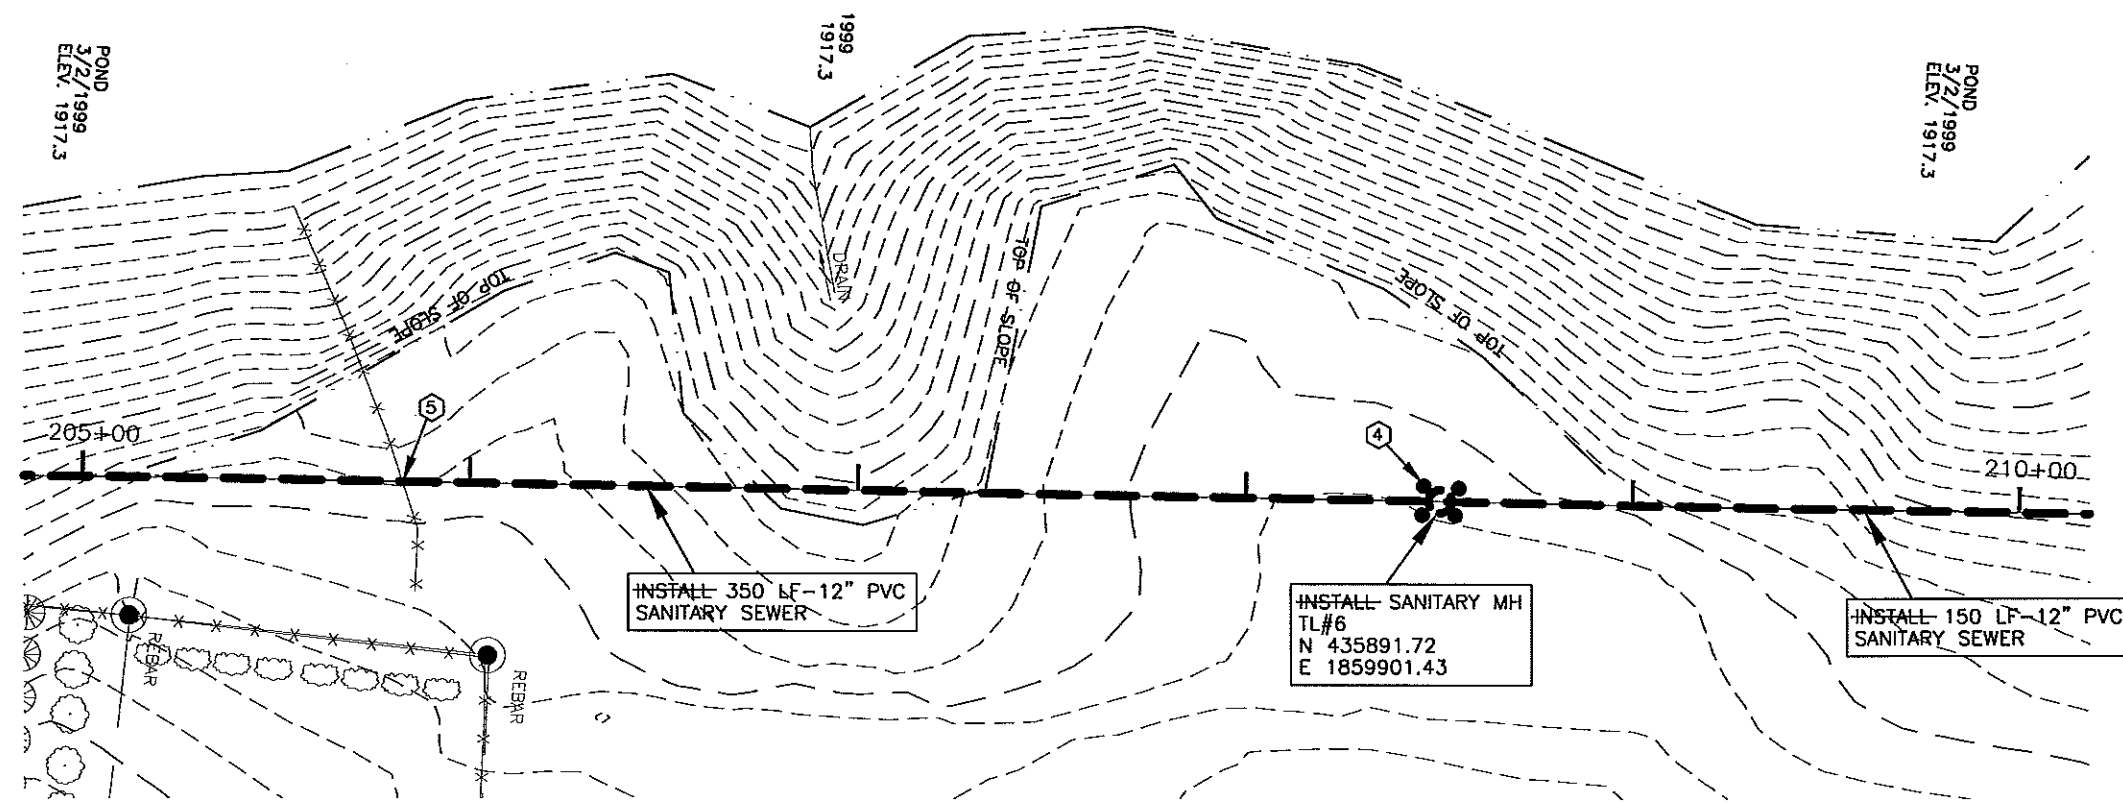 POND
3/2/1999
ELEV. 1917.3
1999
1917.3
POND
3/2/1999
ELEV. 1917.3
TOP OF SLOPE
DRAIN
TOP OF SLOPE
TOP OF SLOPE
205+00
5
4
210+00
INSTALL 350 LF-12" PVC
SANITARY SEWER
INSTALL SANITARY MH
TL#6
N 435891.72
E 1859901.43
INSTALL 150 LF-12" PVC
SANITARY SEWER
REBAR
REBAR